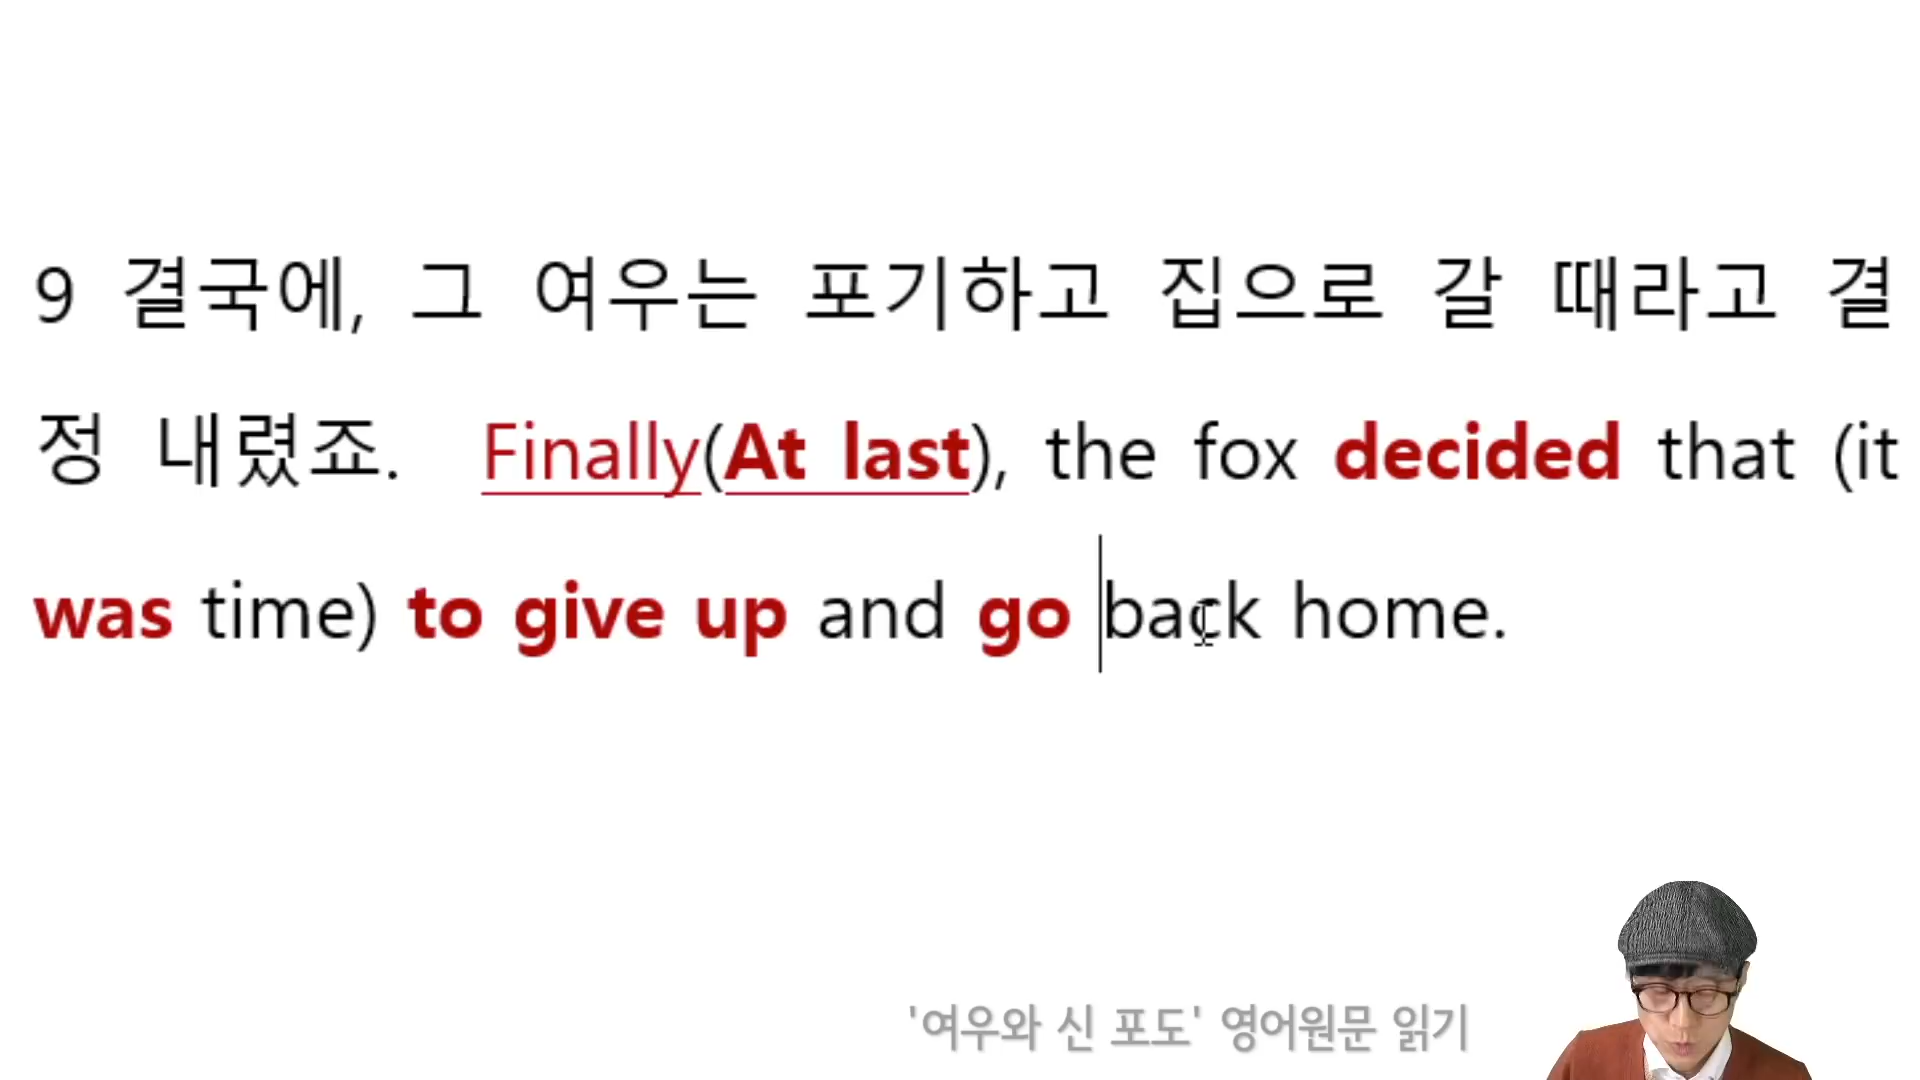 9 결국에, 그 여우는 포기하고 집으로 갈 때라고 결
정 내렸죠. Finally(At last), the fox decided that (it
was time) to give up and go back home.
'여우와 신 포도' 영어원문 읽기